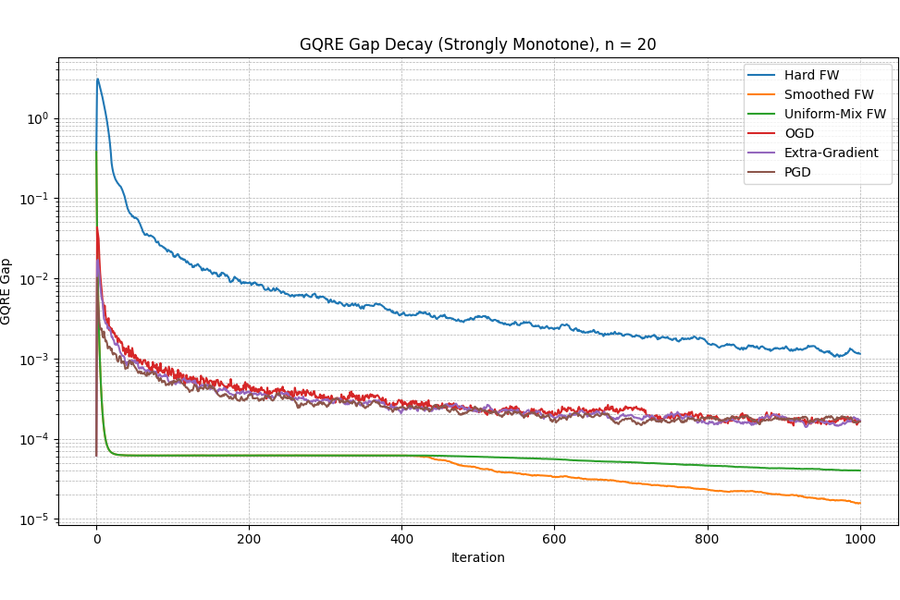 GQRE Gap Decay (Strongly Monotone), n = 20
GQRE Gap
10⁰
10⁻¹
10⁻²
10⁻³
10⁻⁴
10⁻⁵
Hard FW
Smoothed FW
Uniform-Mix FW
OGD
Extra-Gradient
PGD
0 200 400 600 800 1000
Iteration